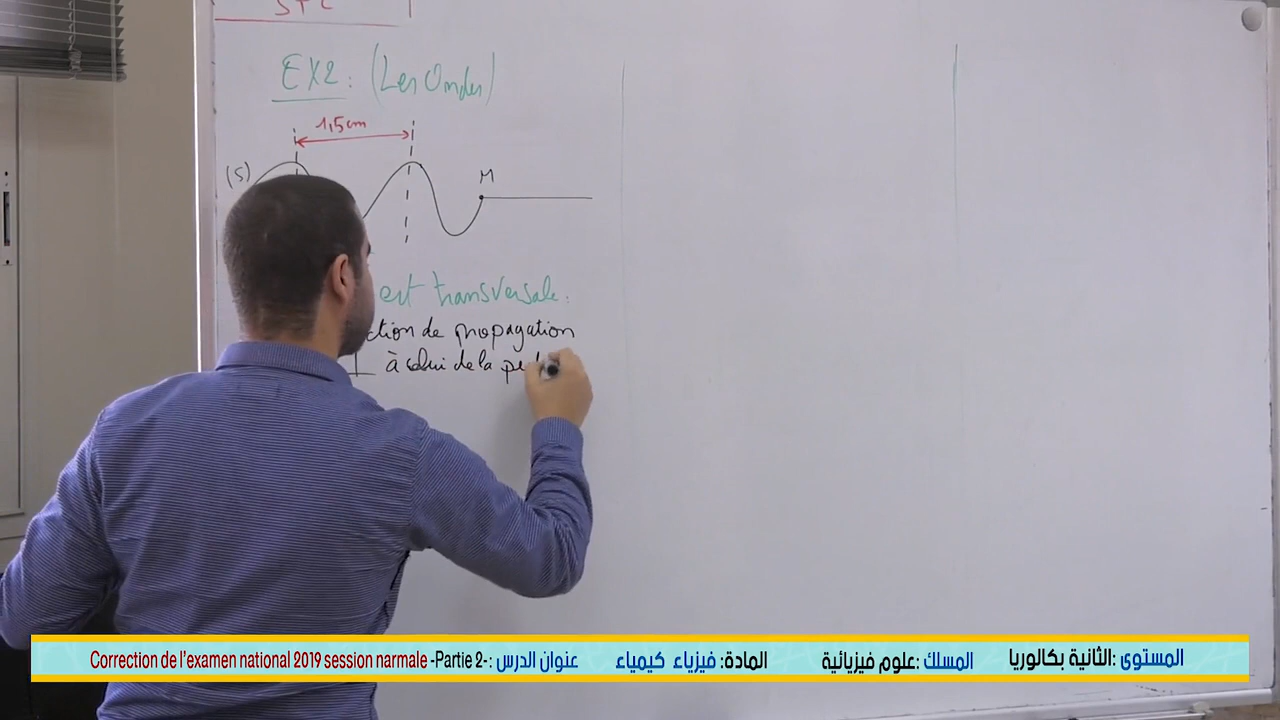 EX2: (Les Ondes)
1,5cm
(S)
M
est transversale.
ction de propagation
à celui de la
المستوى :الثانية بكالوريا المسلك :علوم فيزيائية المادة: فيزياء كيمياء عنوان الدرس :Correction de l'examen national 2019 session narmale -Partie 2-